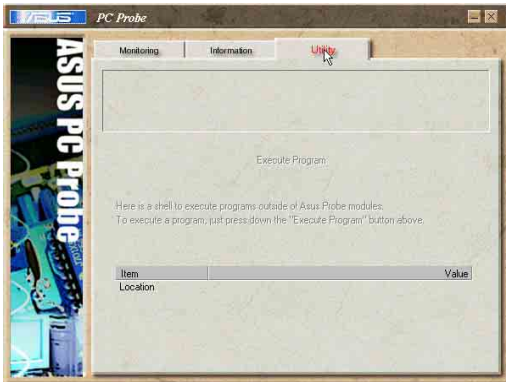 ASUS PC Probe
Monitoring Information Utility
ASUS PC Probe
Execute Program
Here is a shell to execute programs outside of Asus Probe modules.
To execute a program, just press down the "Execute Program" button above.
Item Value
Location